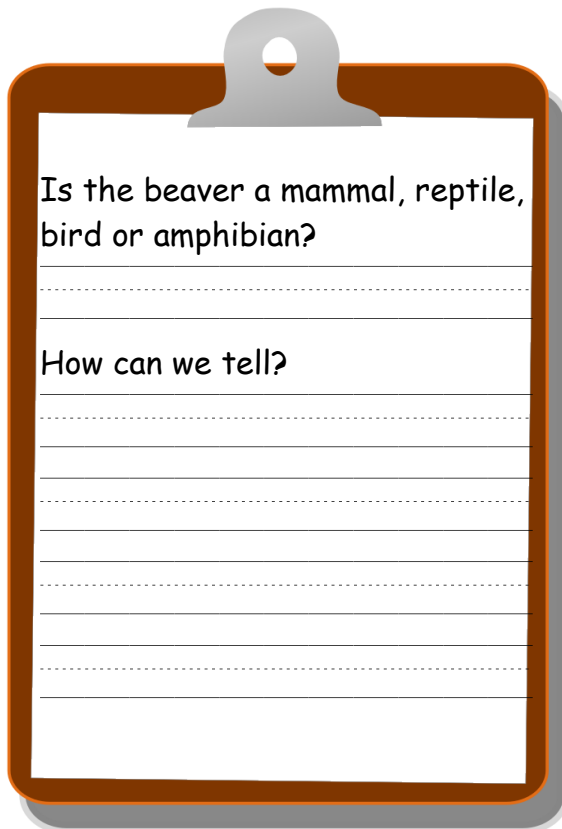 Is the beaver a mammal, reptile,
bird or amphibian?
How can we tell?